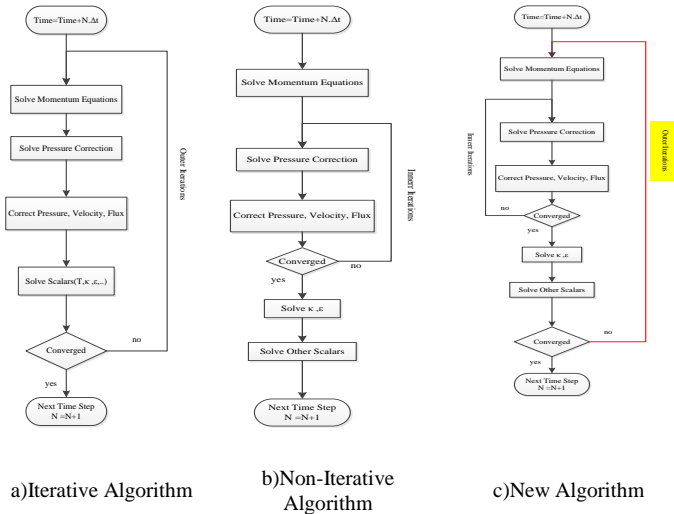 Time=Time+N.Δt
Solve Momentum Equations
Solve Pressure Correction
Correct Pressure, Velocity, Flux
Solve Scalars(T,κ,ε,..)
Converged
no
yes
Next Time Step
N =N+1
Outer Iterations
a)Iterative Algorithm
Time=Time+N.Δt
Solve Momentum Equations
Solve Pressure Correction
Correct Pressure, Velocity, Flux
Converged
no
yes
Solve κ ,ε
Solve Other Scalars
Next Time Step
N =N+1
Innerr Iterations
b)Non-Iterative
Algorithm
Time=Time+N.Δt
Solve Momentum Equations
Solve Pressure Correction
Correct Pressure, Velocity, Flux
no
Converged
yes
Solve κ ,ε
Solve Other Scalars
no
Converged
yes
Next Time Step
N =N+1
Outer Iterations
c)New Algorithm